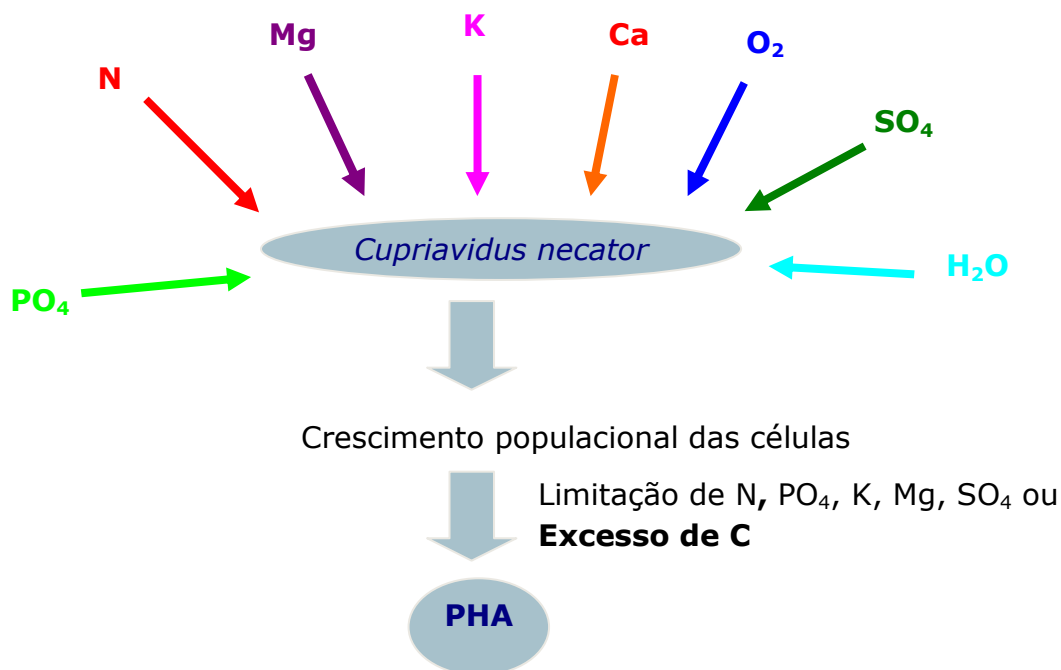 K
Mg
Ca
O₂
N
SO₄
Cupriavidus necator
H₂O
PO₄
Crescimento populacional das células
Limitação de N, PO₄, K, Mg, SO₄ ou
Excesso de C
PHA